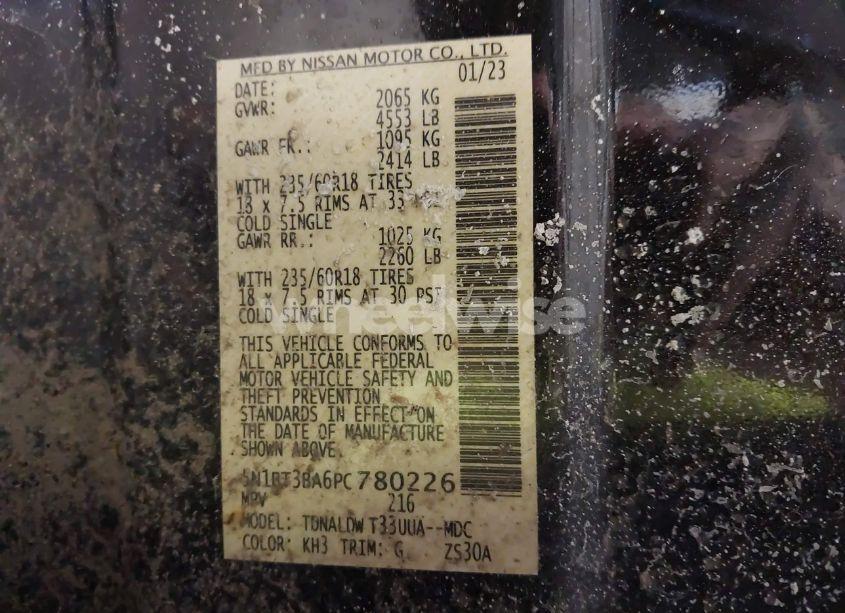 MFD BY NISSAN MOTOR CO., LTD.
DATE: 01/23
GVWR: 2065 KG
4553 LB
GAWR FR.: 1095 KG
2414 LB
WITH 235/60R18 TIRES
18 x 7.5 RIMS AT 33
COLD SINGLE
GAWR RR.: 1025 KG
2260 LB
WITH 235/60R18 TIRES
18 x 7.5 RIMS AT 30 PSI
COLD SINGLE
wheelwise
THIS VEHICLE CONFORMS TO
ALL APPLICABLE FEDERAL
MOTOR VEHICLE SAFETY AND
THEFT PREVENTION
STANDARDS IN EFFECT ON
THE DATE OF MANUFACTURE
SHOWN ABOVE.
5N1BT3BA6PC780226
MPV 216
MODEL: TDNALDWT33UUA--MDC
COLOR: KH3 TRIM: G ZS30A